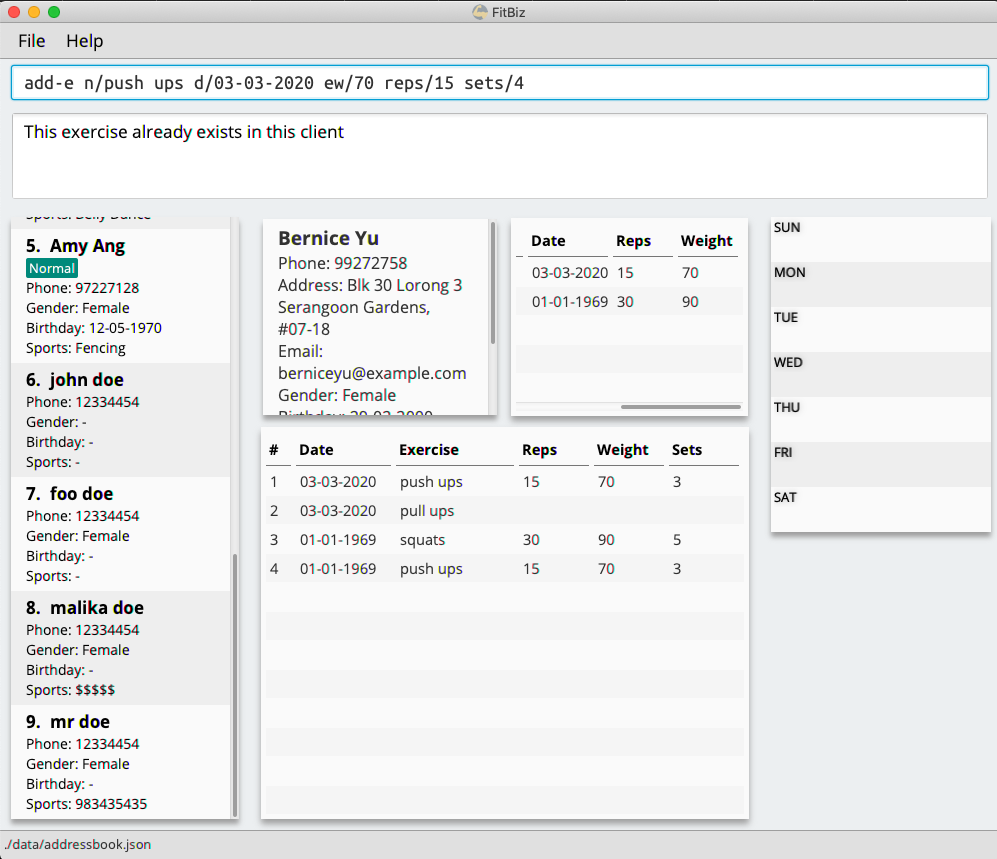 FitBiz
File Help
add-e n/push ups d/03-03-2020 ew/70 reps/15 sets/4
This exercise already exists in this client
5. Amy Ang
Normal
Phone: 97227128
Gender: Female
Birthday: 12-05-1970
Sports: Fencing
6. john doe
Phone: 12334454
Gender: -
Birthday: -
Sports: -
7. foo doe
Phone: 12334454
Gender: Female
Birthday: -
Sports: -
8. malika doe
Phone: 12334454
Gender: Female
Birthday: -
Sports: $$$$$
9. mr doe
Phone: 12334454
Gender: Female
Birthday: -
Sports: 983435435
Bernice Yu
Phone: 99272758
Address: Blk 30 Lorong 3
Serangoon Gardens,
#07-18
Email:
berniceyu@example.com
Gender: Female
Date Reps Weight
03-03-2020 15 70
01-01-1969 30 90
# Date Exercise Reps Weight Sets
1 03-03-2020 push ups 15 70 3
2 03-03-2020 pull ups
3 01-01-1969 squats 30 90 5
4 01-01-1969 push ups 15 70 3
SUN
MON
TUE
WED
THU
FRI
SAT
./data/addressbook.json